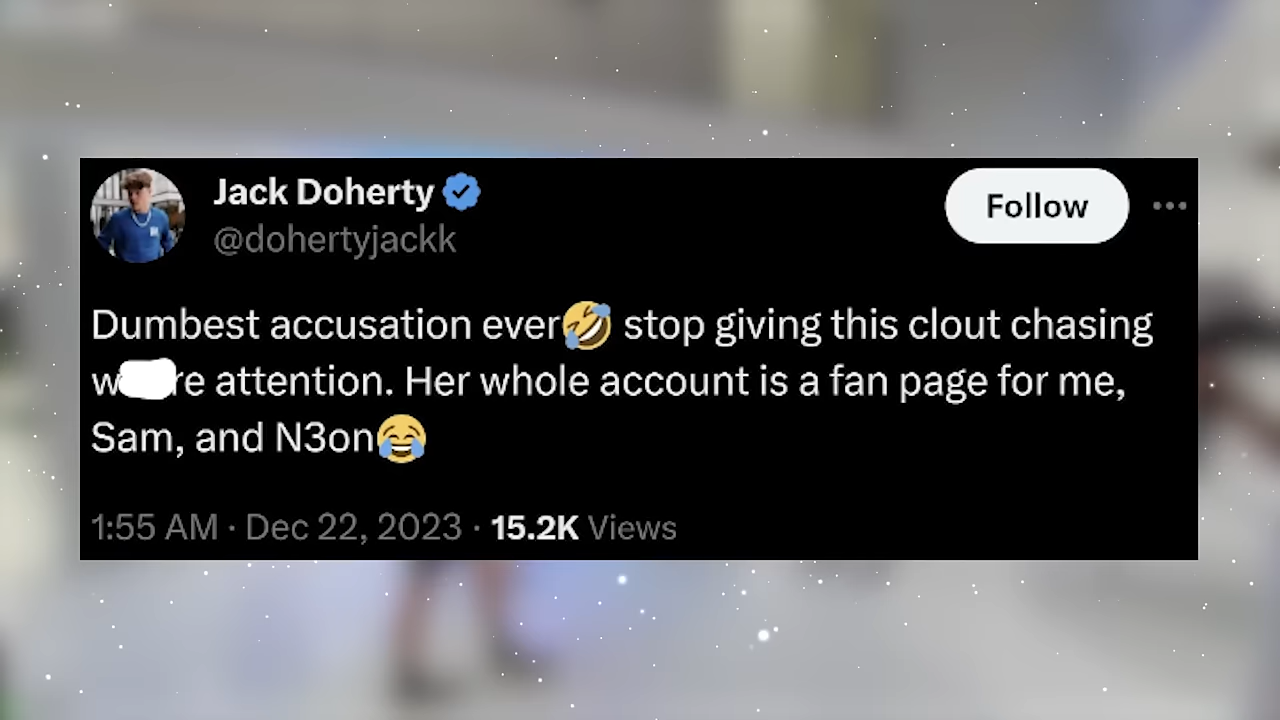 Jack Doherty
@dohertyjackk
Follow
Dumbest accusation ever🤣 stop giving this clout chasing
w re attention. Her whole account is a fan page for me,
Sam, and N3on😂
1:55 AM · Dec 22, 2023 · 15.2K Views